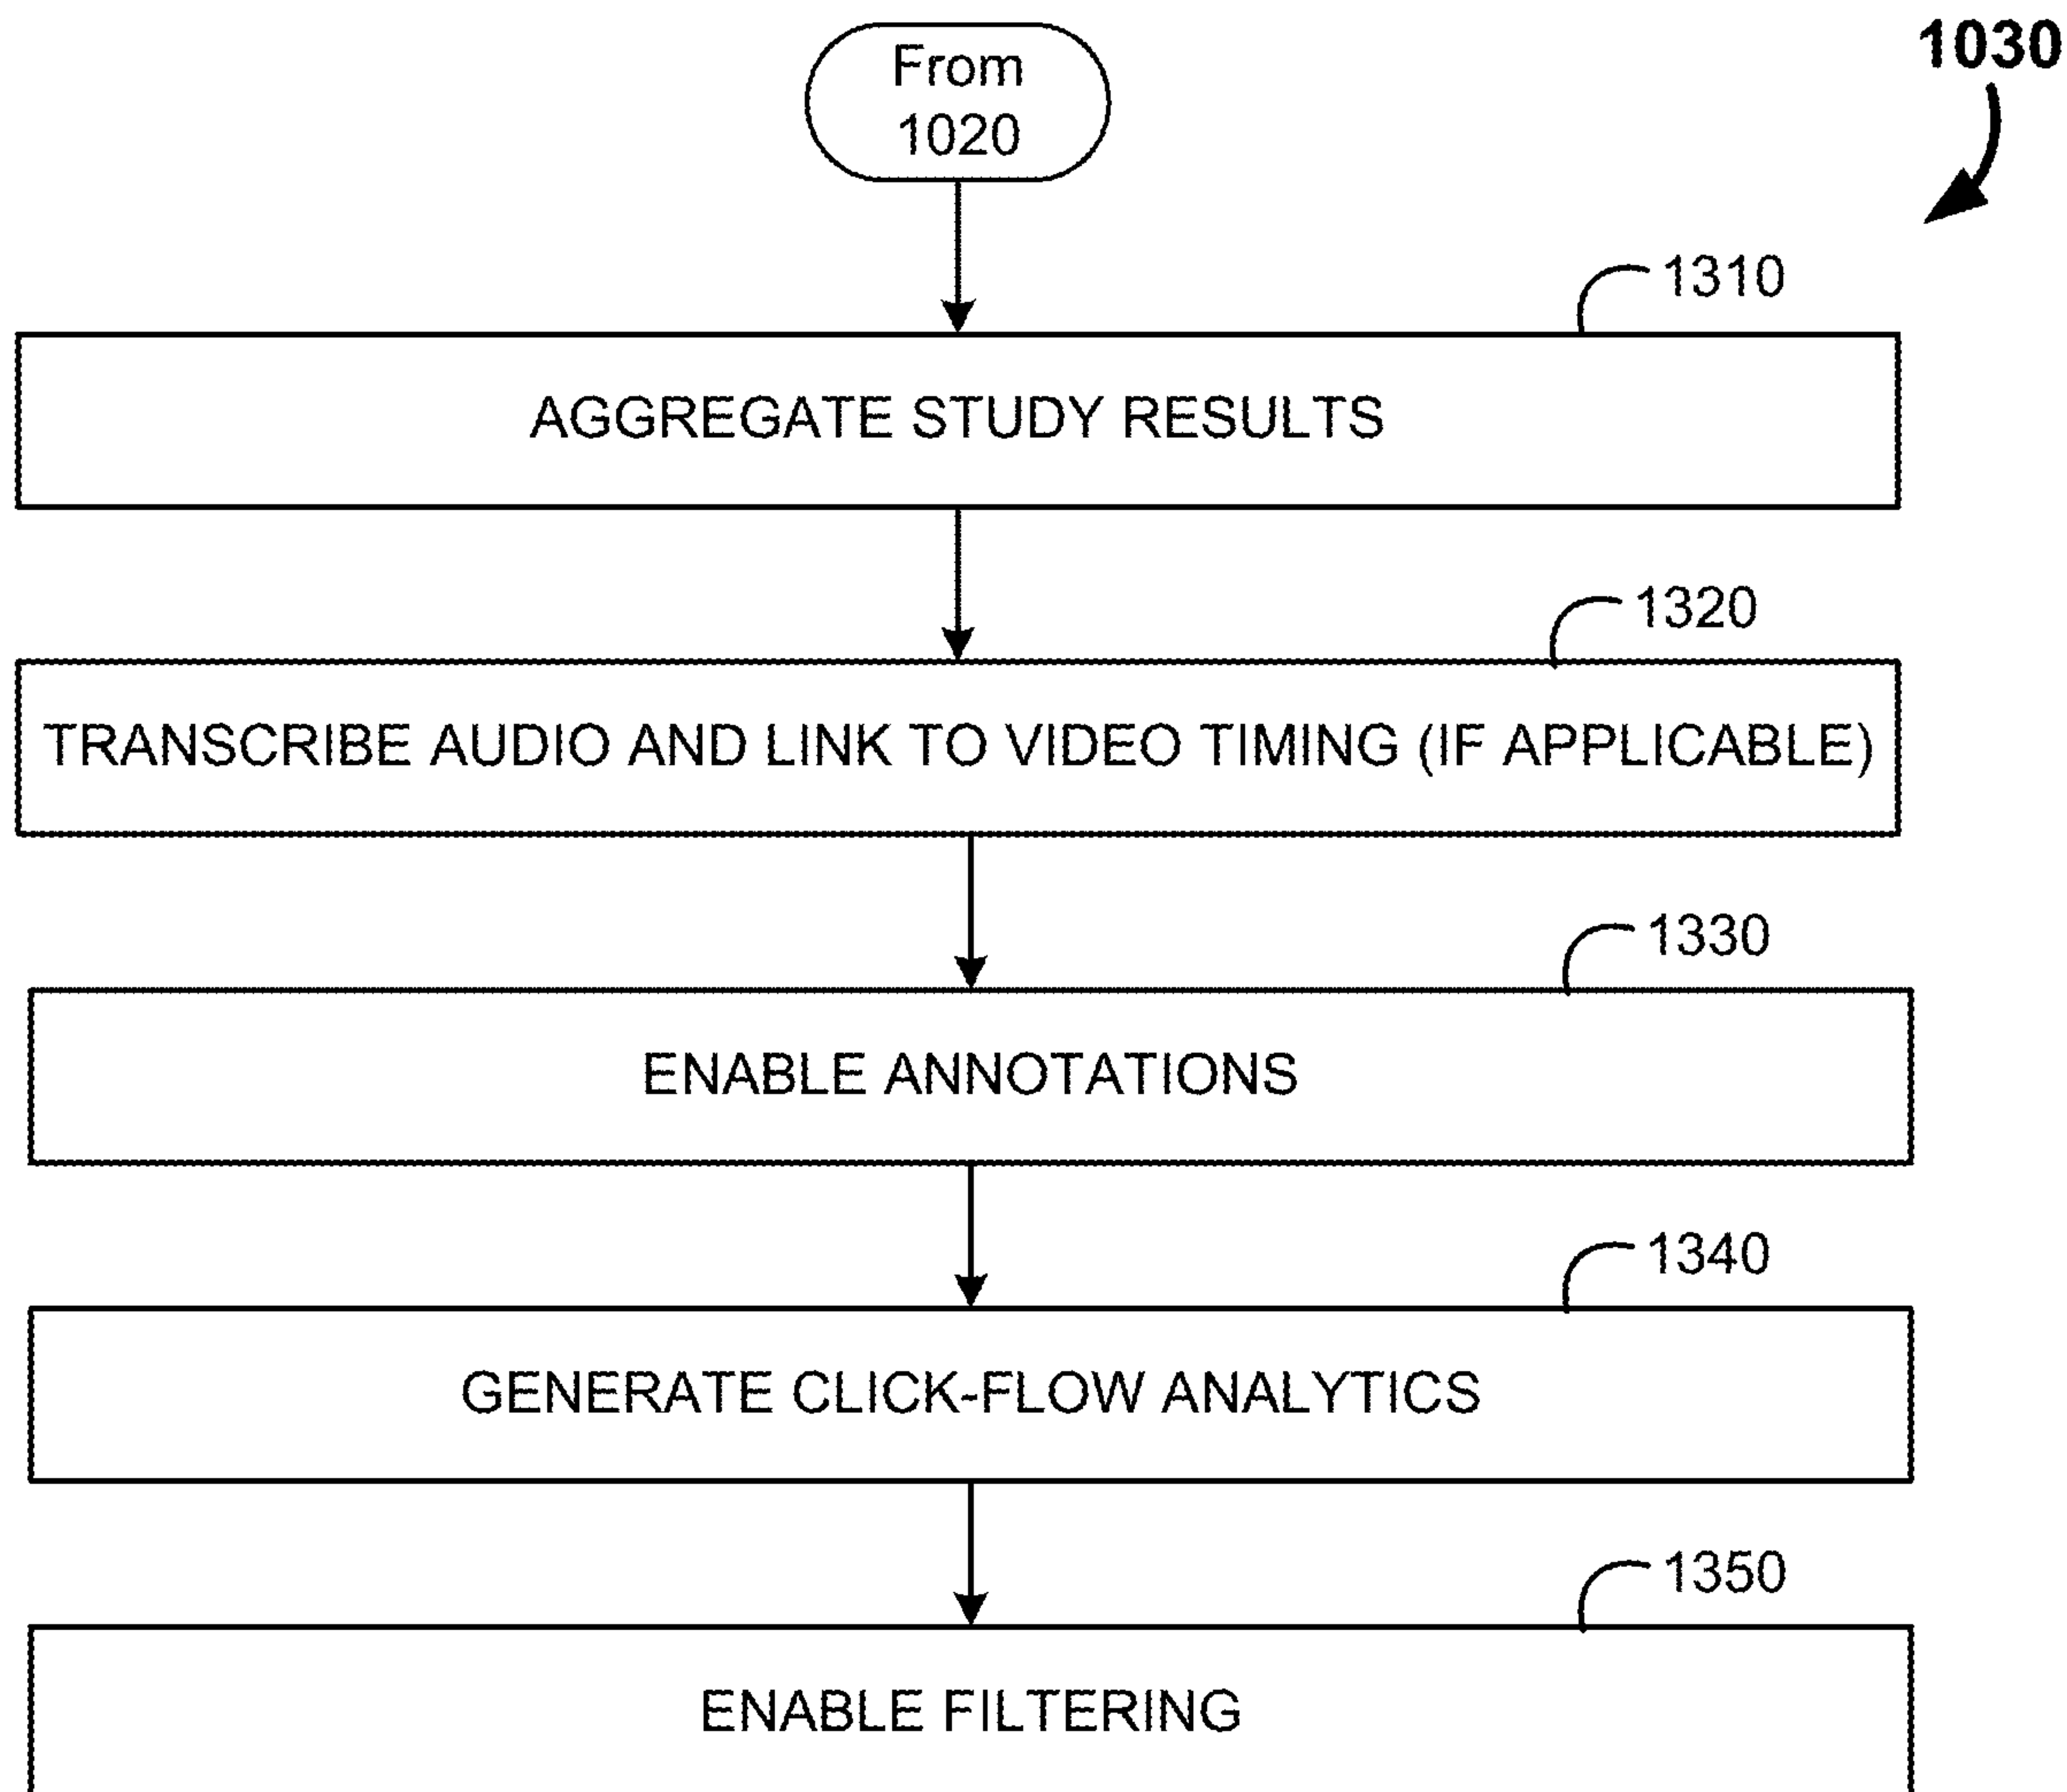 From
1020
1030
1310
AGGREGATE STUDY RESULTS
1320
TRANSCRIBE AUDIO AND LINK TO VIDEO TIMING (IF APPLICABLE)
1330
ENABLE ANNOTATIONS
1340
GENERATE CLICK-FLOW ANALYTICS
1350
ENABLE FILTERING